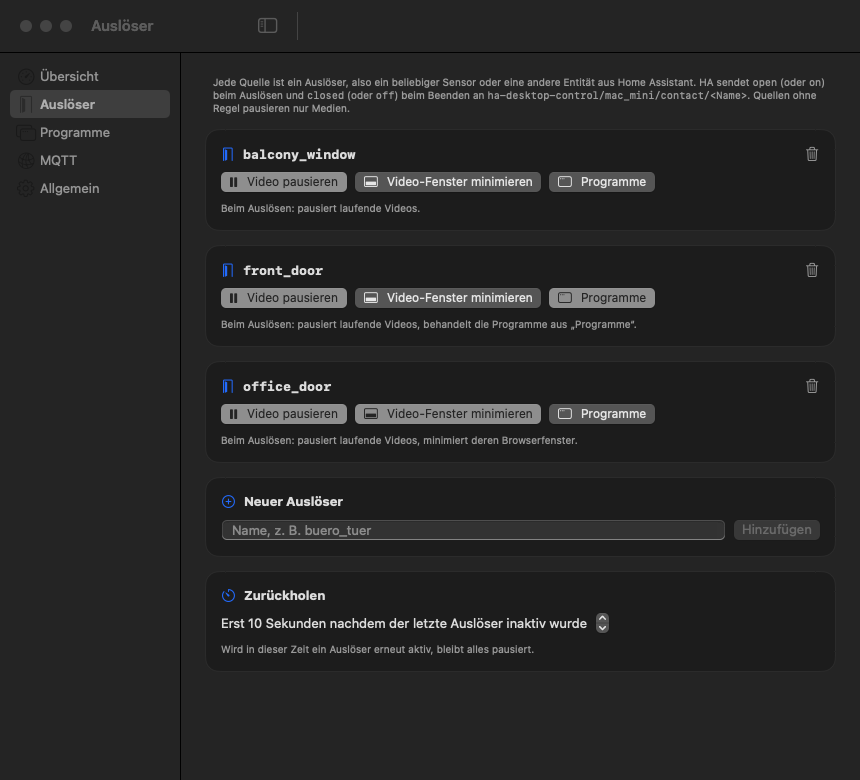 Auslöser
Übersicht
Auslöser
Programme
MQTT
Allgemein
Jede Quelle ist ein Auslöser, also ein beliebiger Sensor oder eine andere Entität aus Home Assistant. HA sendet open (oder on)
beim Auslösen und closed (oder off) beim Beenden an ha-desktop-control/mac_mini/contact/<Name>. Quellen ohne
Regel pausieren nur Medien.
balcony_window
Video pausieren Video-Fenster minimieren Programme
Beim Auslösen: pausiert laufende Videos.
front_door
Video pausieren Video-Fenster minimieren Programme
Beim Auslösen: pausiert laufende Videos, behandelt die Programme aus „Programme“.
office_door
Video pausieren Video-Fenster minimieren Programme
Beim Auslösen: pausiert laufende Videos, minimiert deren Browserfenster.
Neuer Auslöser
Name, z. B. buero_tuer Hinzufügen
Zurückholen
Erst 10 Sekunden nachdem der letzte Auslöser inaktiv wurde
Wird in dieser Zeit ein Auslöser erneut aktiv, bleibt alles pausiert.